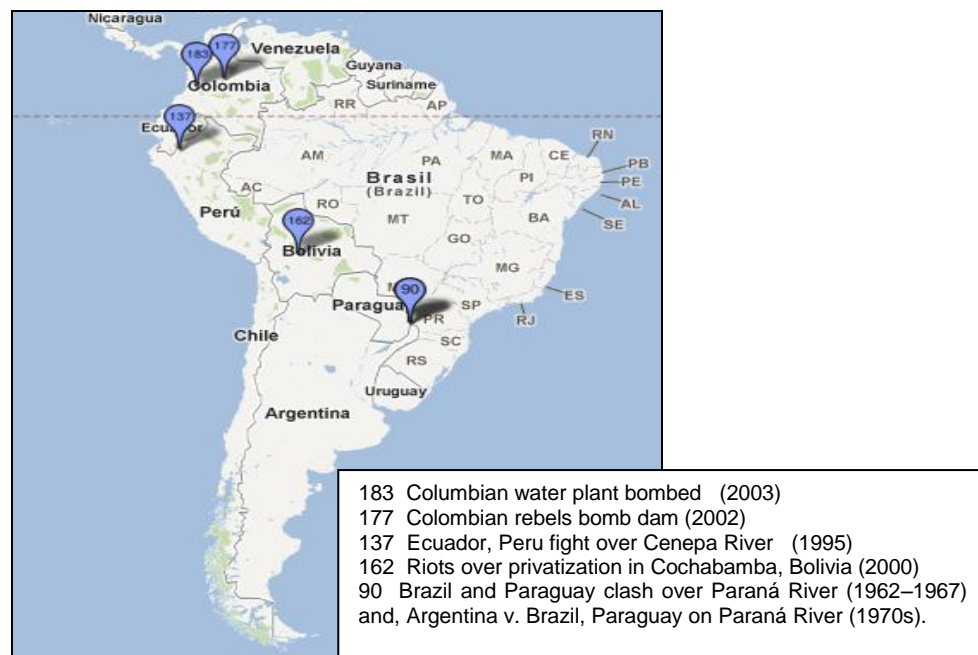 Nicaragua
177
183
Venezuela
Guyana
Colombia
Suriname
RR
AP
137
Ecuador
RN
AM
PA
MA
CE
PB
Brasil
PI
PE
(Brazil)
AC
TO
AL
RO
Perú
MT
BA
SE
162
GO
Bolivia
MG
90
ES
Paragua
SP
PR
RJ
Chile
SC
RS
Uruguay
Argentina
183 Columbian water plant bombed (2003)
177 Colombian rebels bomb dam (2002)
137 Ecuador, Peru fight over Cenepa River (1995)
162 Riots over privatization in Cochabamba, Bolivia (2000)
90 Brazil and Paraguay clash over Paraná River (1962–1967)
and, Argentina v. Brazil, Paraguay on Paraná River (1970s).